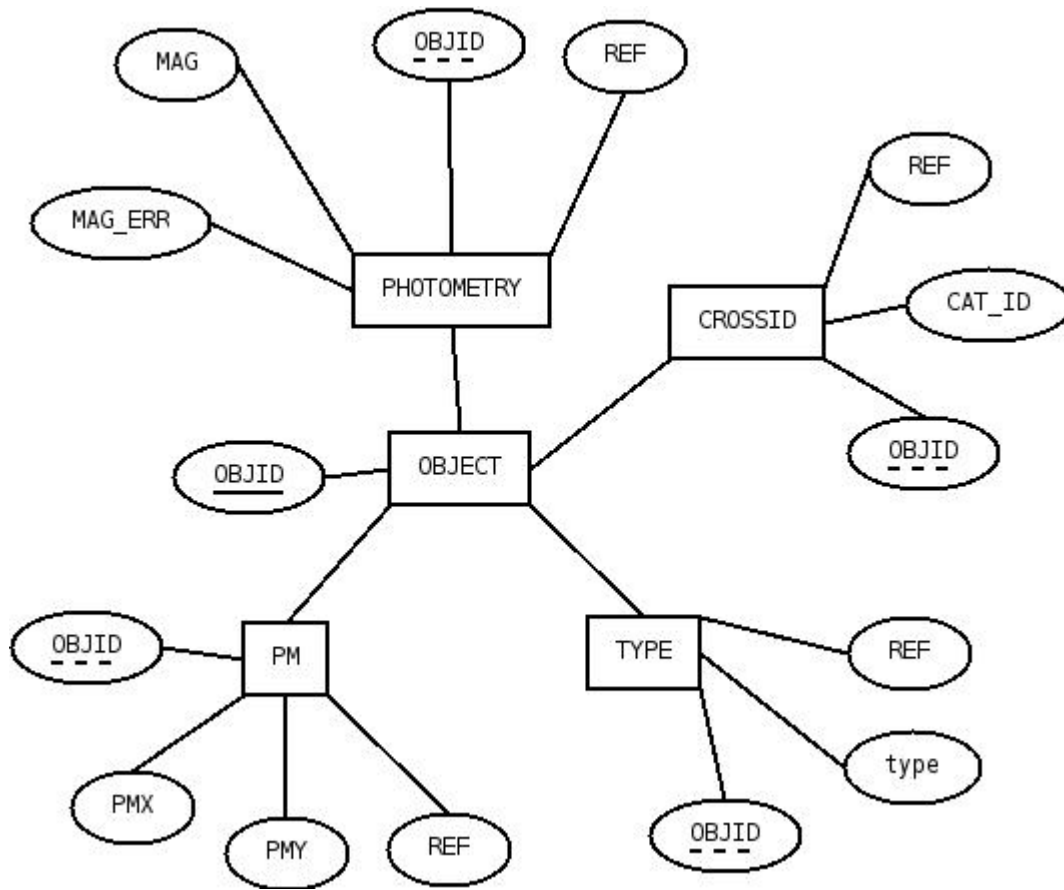 OBJID
MAG
REF
REF
MAG_ERR
PHOTOMETRY
CAT_ID
CROSSID
OBJID
OBJECT
OBJID
OBJID
PM
TYPE
REF
type
PMX
OBJID
PMY
REF